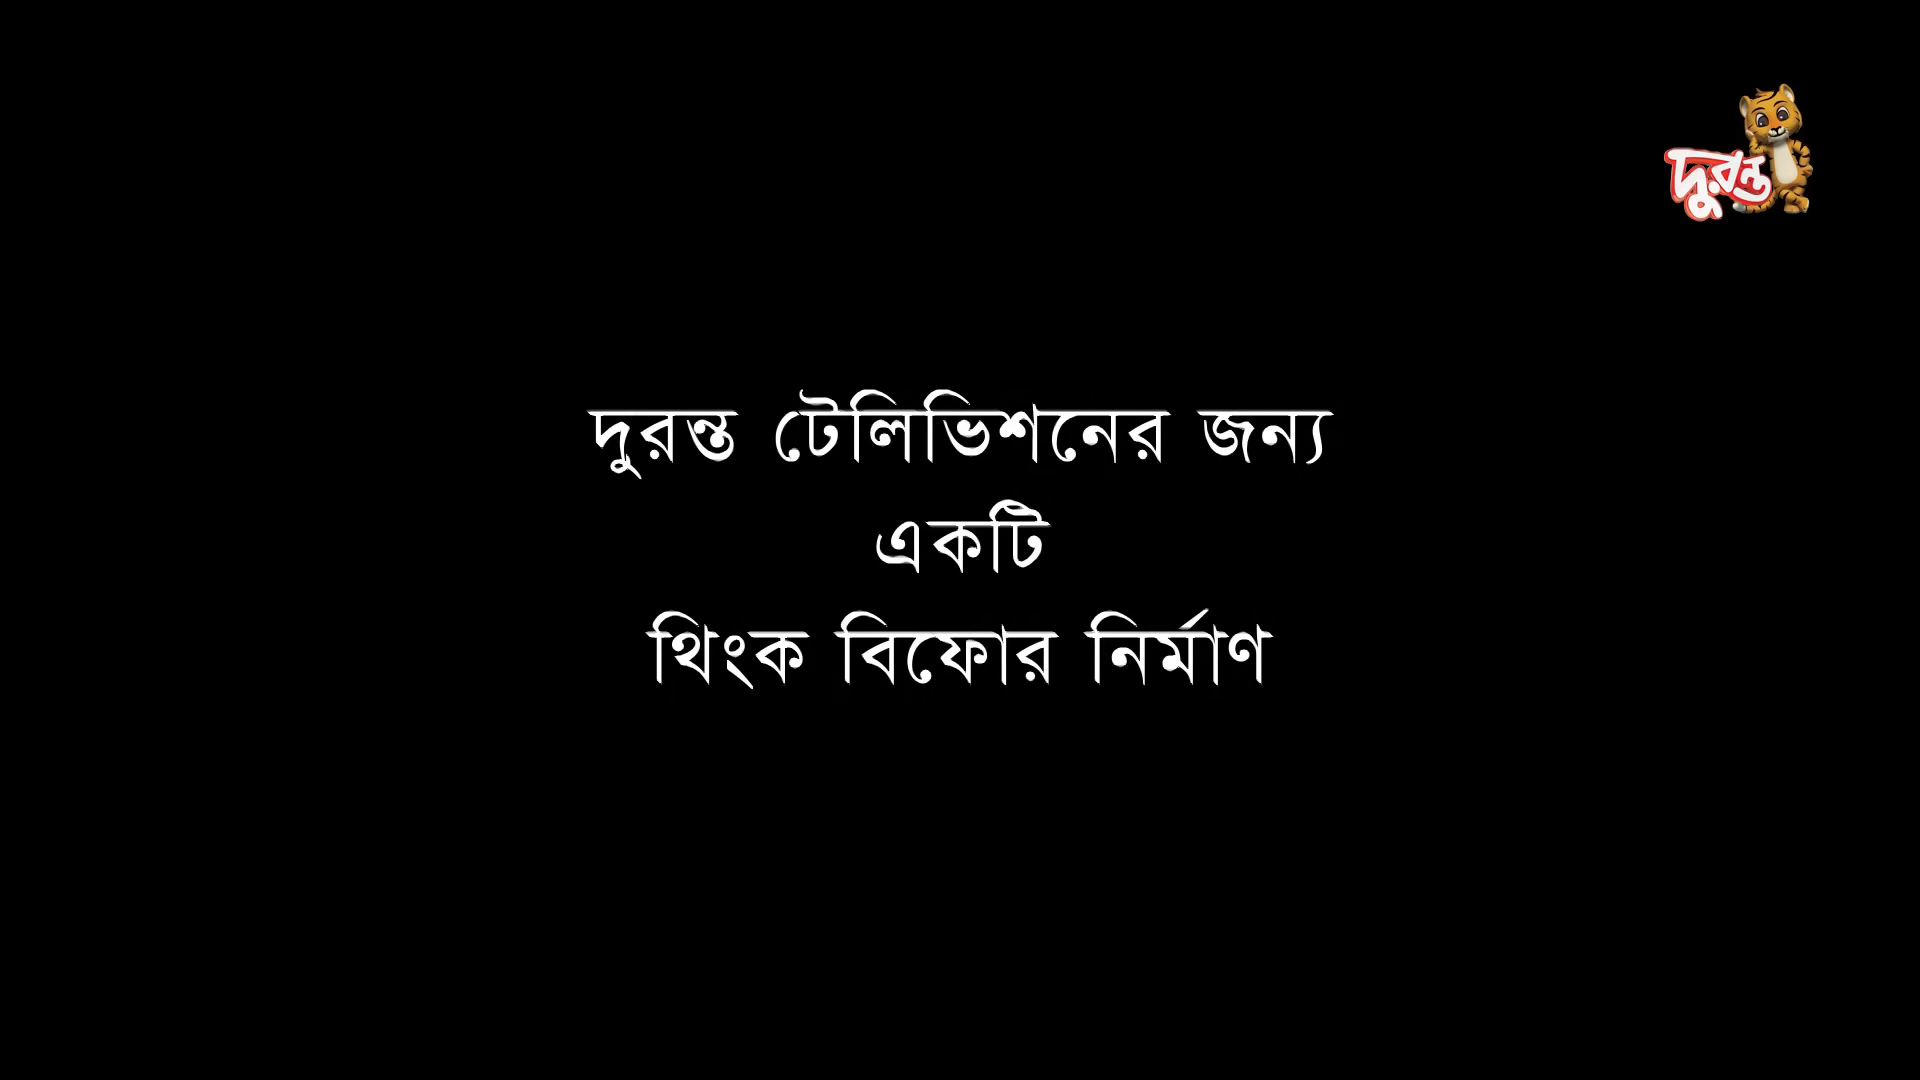 দুরন্ত
দুরন্ত টেলিভিশনের জন্য
একটি
থিংক বিফোর নির্মাণ